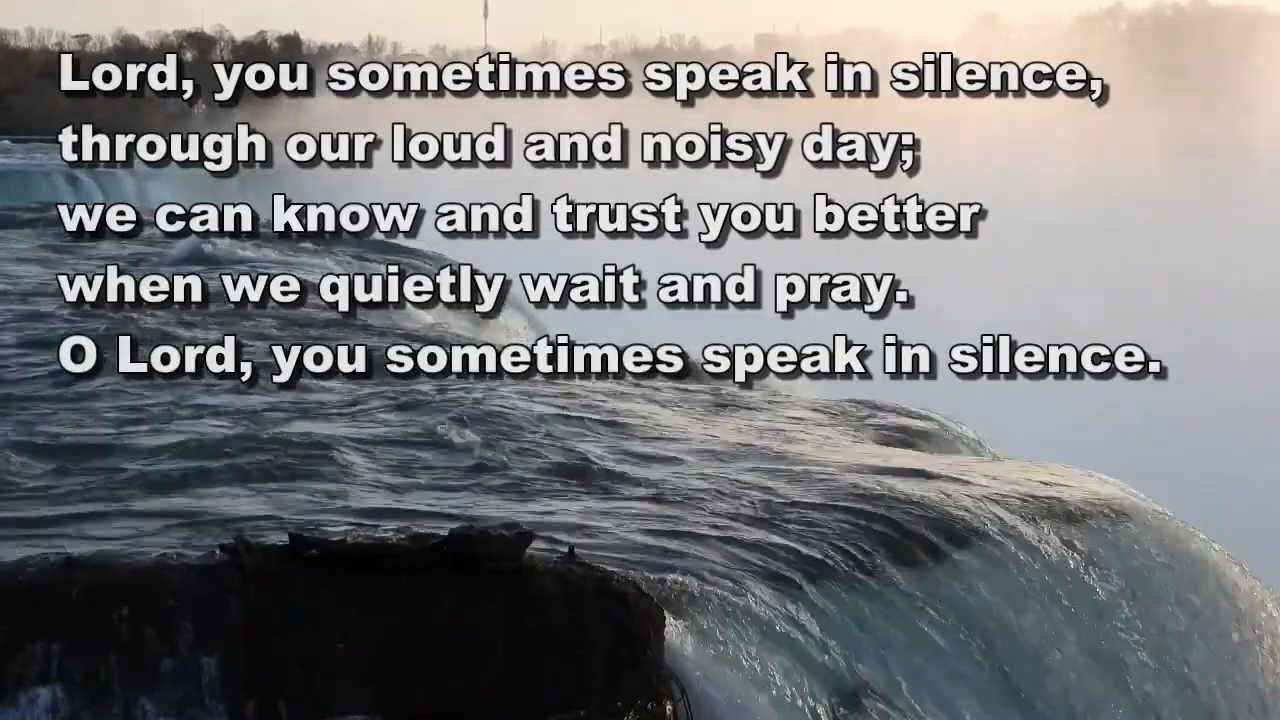 Lord, you sometimes speak in silence,
through our loud and noisy day;
we can know and trust you better
when we quietly wait and pray.
O Lord, you sometimes speak in silence.